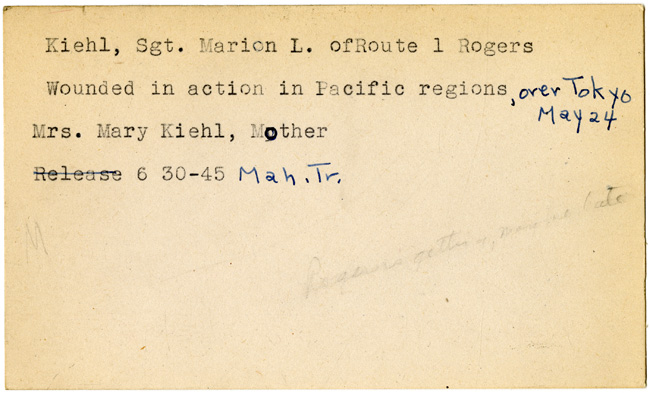 Kiehl, Sgt. Marion L. ofRoute 1 Rogers
Wounded in action in Pacific regions, over Tokyo
May 24
Mrs. Mary Kiehl, Mother
Release 6 30-45 Mah. Tr.
M